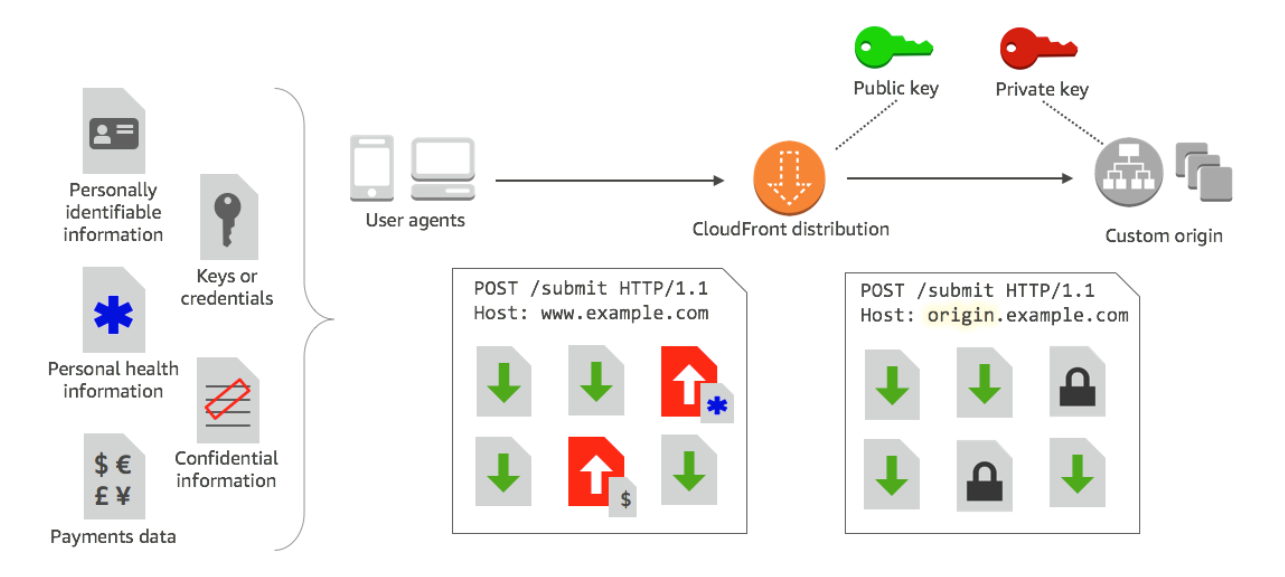 Public key
Private key
Personally
identifiable
information
Keys or
credentials
Personal health
information
Confidential
information
$ €
£ ¥
Payments data
User agents
CloudFront distribution
Custom origin
POST /submit HTTP/1.1
Host: www.example.com
$
POST /submit HTTP/1.1
Host: origin.example.com